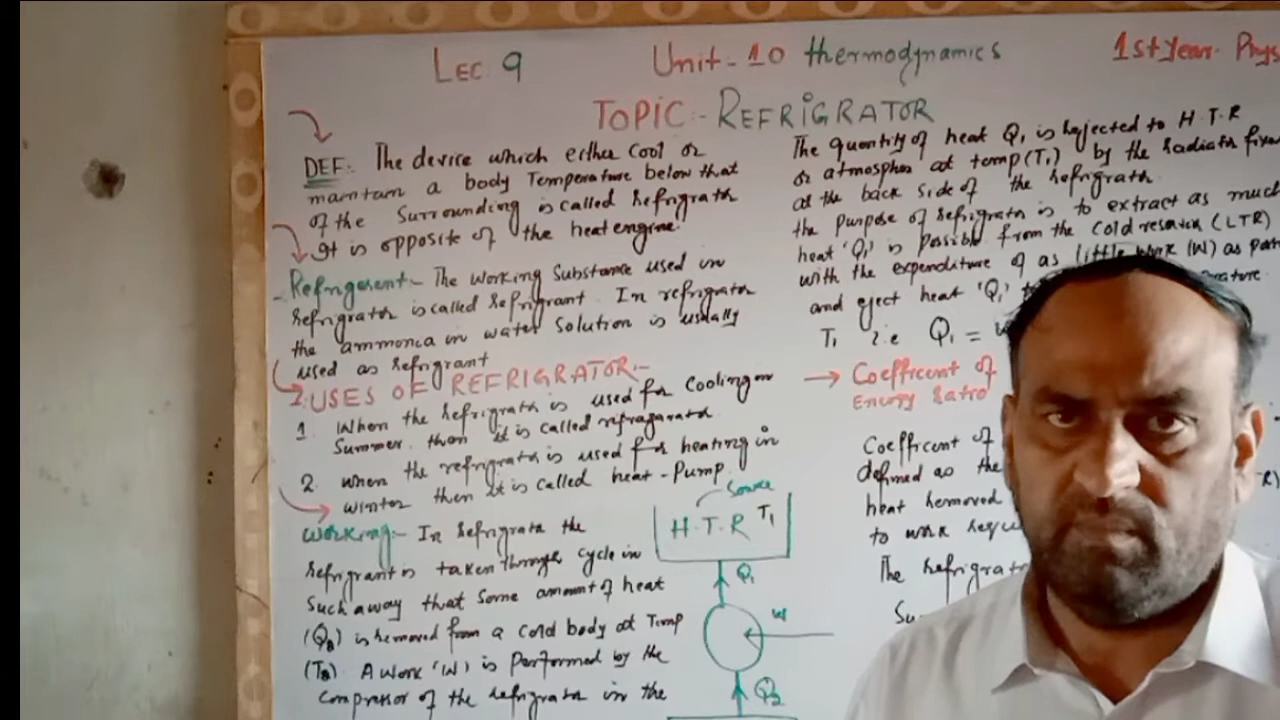 LEC 9 Unit-10 thermodynamics 1st Year Phys
TOPIC:- REFRIGRATOR
DEF:- The device which either cool or
maintain a body Temperature below that
of the Surrounding is called refrigrator
It is opposite of the heat engine.
Refrigerent:- The working Substance used in
refrigrator is called refrigrant. In refrigrator
the ammonia in water Solution is usually
used as refrigrant
USES OF REFRIGRATOR:-
1. When the refrigrator is used for cooling in
Summer then it is called refragarator
2. when the refrigrator is used for heating in
winter then it is called heat-Pump.
Working:- In refrigrator the
refrigrant is taken through cycle in
Such away that Some amount of heat
(Q2) is removed from a cold body at Temp
(T2). A work 'W' is performed by the
compressor of the refrigrator in the
Source
H.T.R T1
Q1
W
Q2
The quantity of heat Q1 is rejected to H.T.R
or atmospher at temp (T1) by the radiator fixed
at the back side of the refrigrator.
the purpose of refrigrator is to extract as much
heat 'Q2' is possible from the cold reservior (LTR)
with the expenditure of as little work (W) as
and eject heat 'Q1'
T1 i.e Q1 =
Coefficent of
Energy ratio
Coefficent of
defined as the
heat removed
to work
The refrigrator
Su